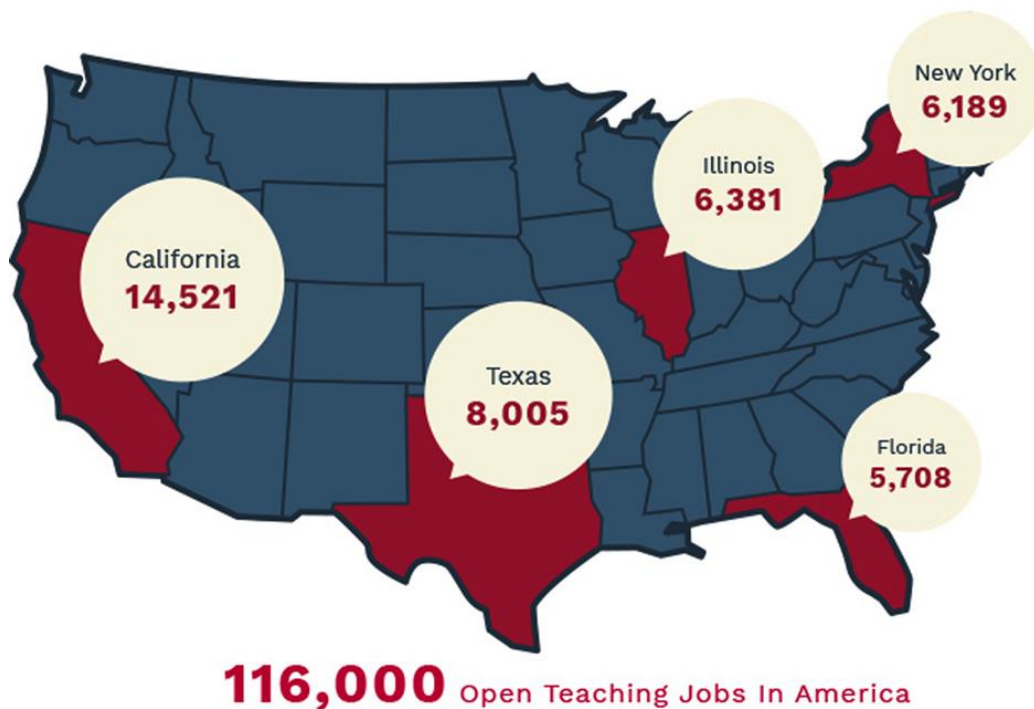 New York
6,189
Illinois
6,381
California
14,521
Texas
8,005
Florida
5,708
116,000 Open Teaching Jobs In America